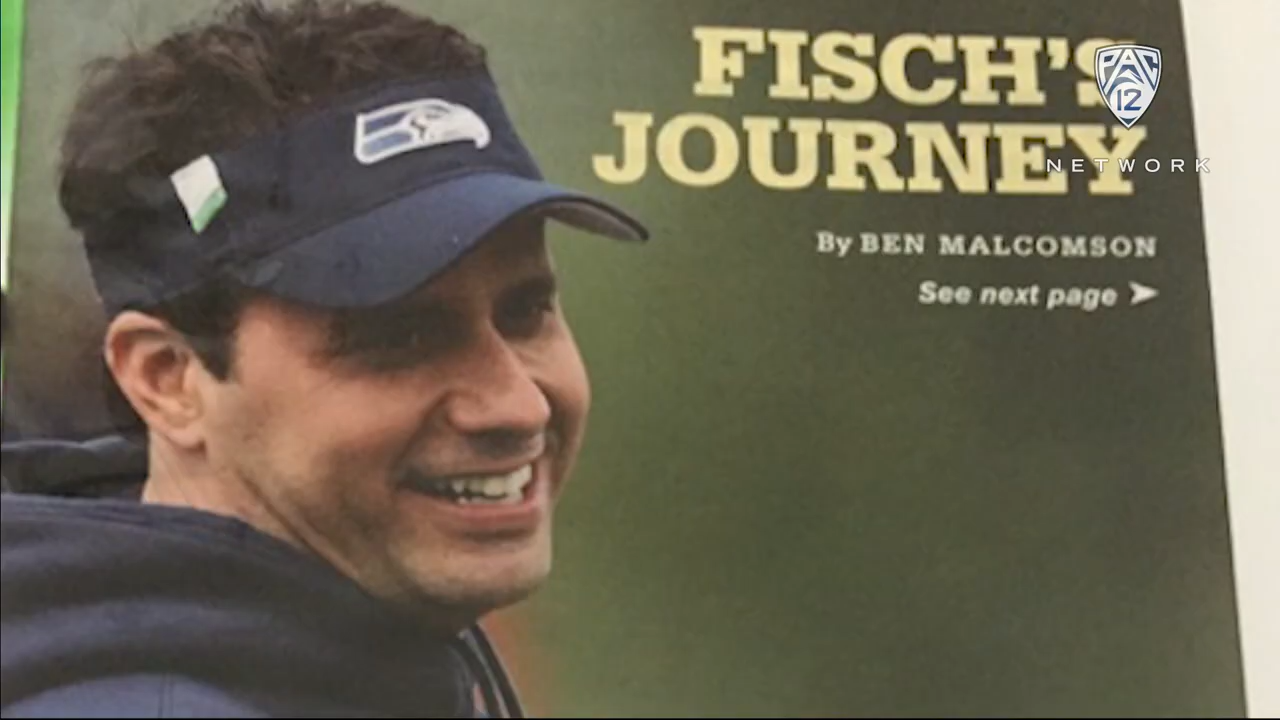 FISCH'S
JOURNEY
By BEN MALCOMSON
See next page
PAC
12
NETWORK